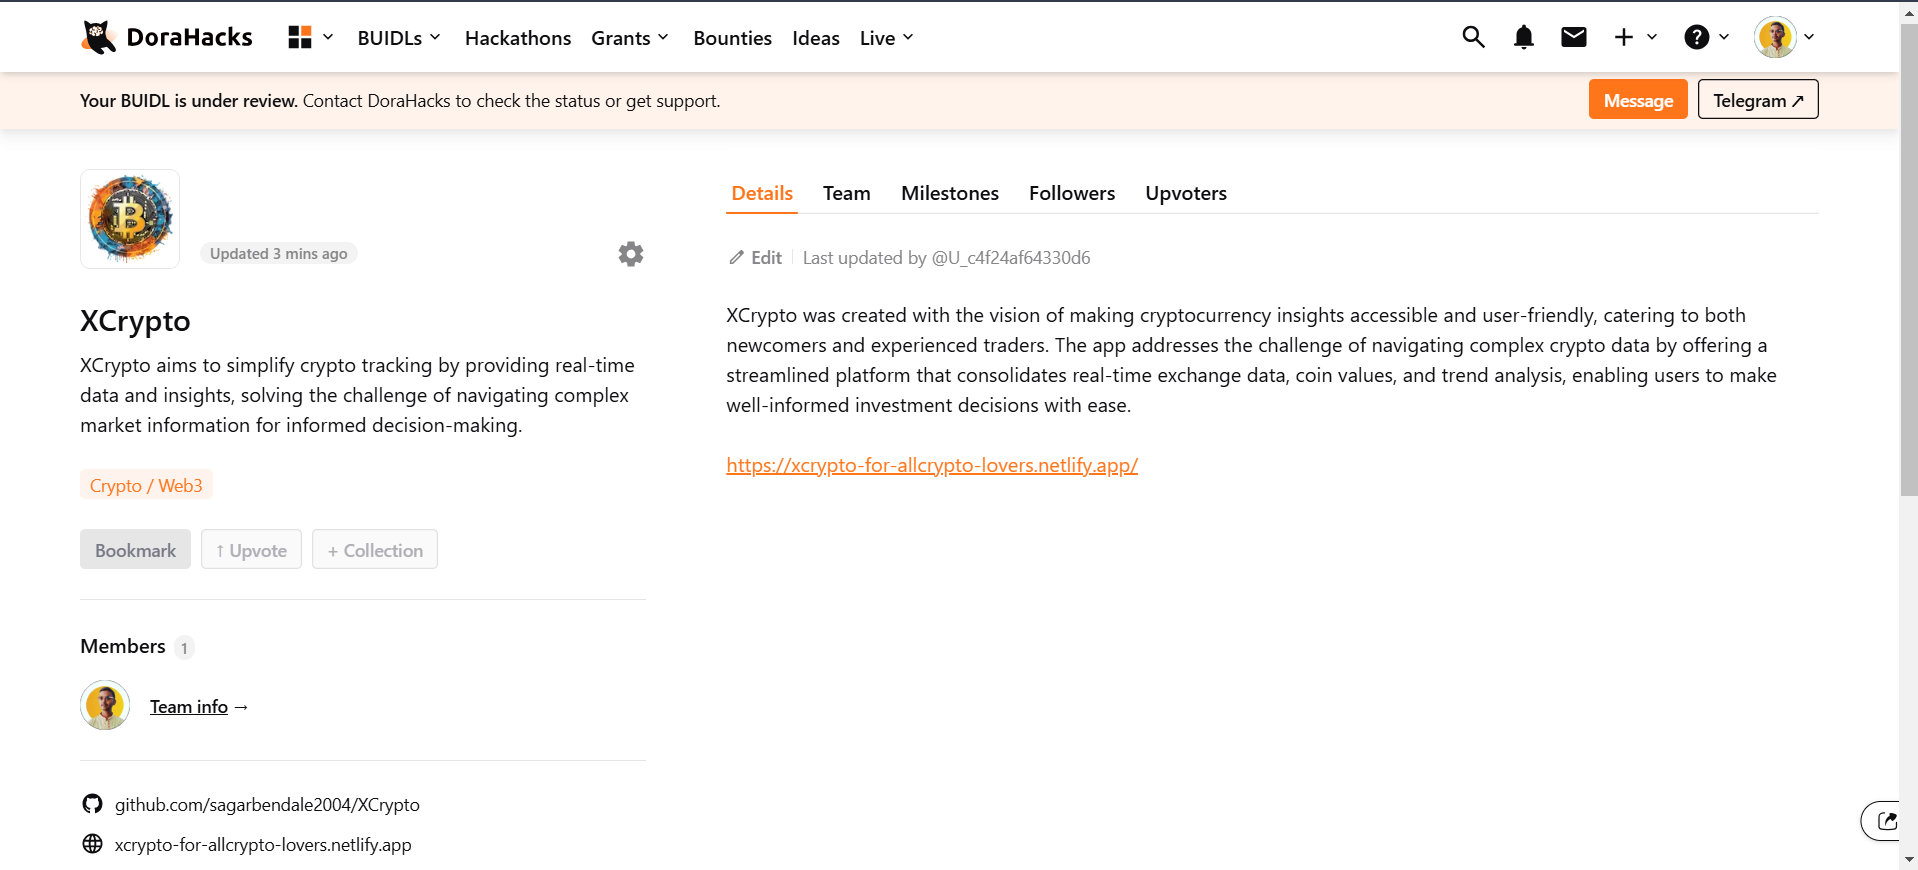 DoraHacks
BUIDLs
Hackathons
Grants
Bounties
Ideas
Live
Your BUIDL is under review. Contact DoraHacks to check the status or get support.
Message
Telegram ↗
Updated 3 mins ago
XCrypto
XCrypto aims to simplify crypto tracking by providing real-time
data and insights, solving the challenge of navigating complex
market information for informed decision-making.
Crypto / Web3
Bookmark
↑ Upvote
+ Collection
Members 1
Team info →
github.com/sagarbendale2004/XCrypto
xcrypto-for-allcrypto-lovers.netlify.app
Details
Team
Milestones
Followers
Upvoters
Edit
Last updated by @U_c4f24af64330d6
XCrypto was created with the vision of making cryptocurrency insights accessible and user-friendly, catering to both
newcomers and experienced traders. The app addresses the challenge of navigating complex crypto data by offering a
streamlined platform that consolidates real-time exchange data, coin values, and trend analysis, enabling users to make
well-informed investment decisions with ease.
https://xcrypto-for-allcrypto-lovers.netlify.app/